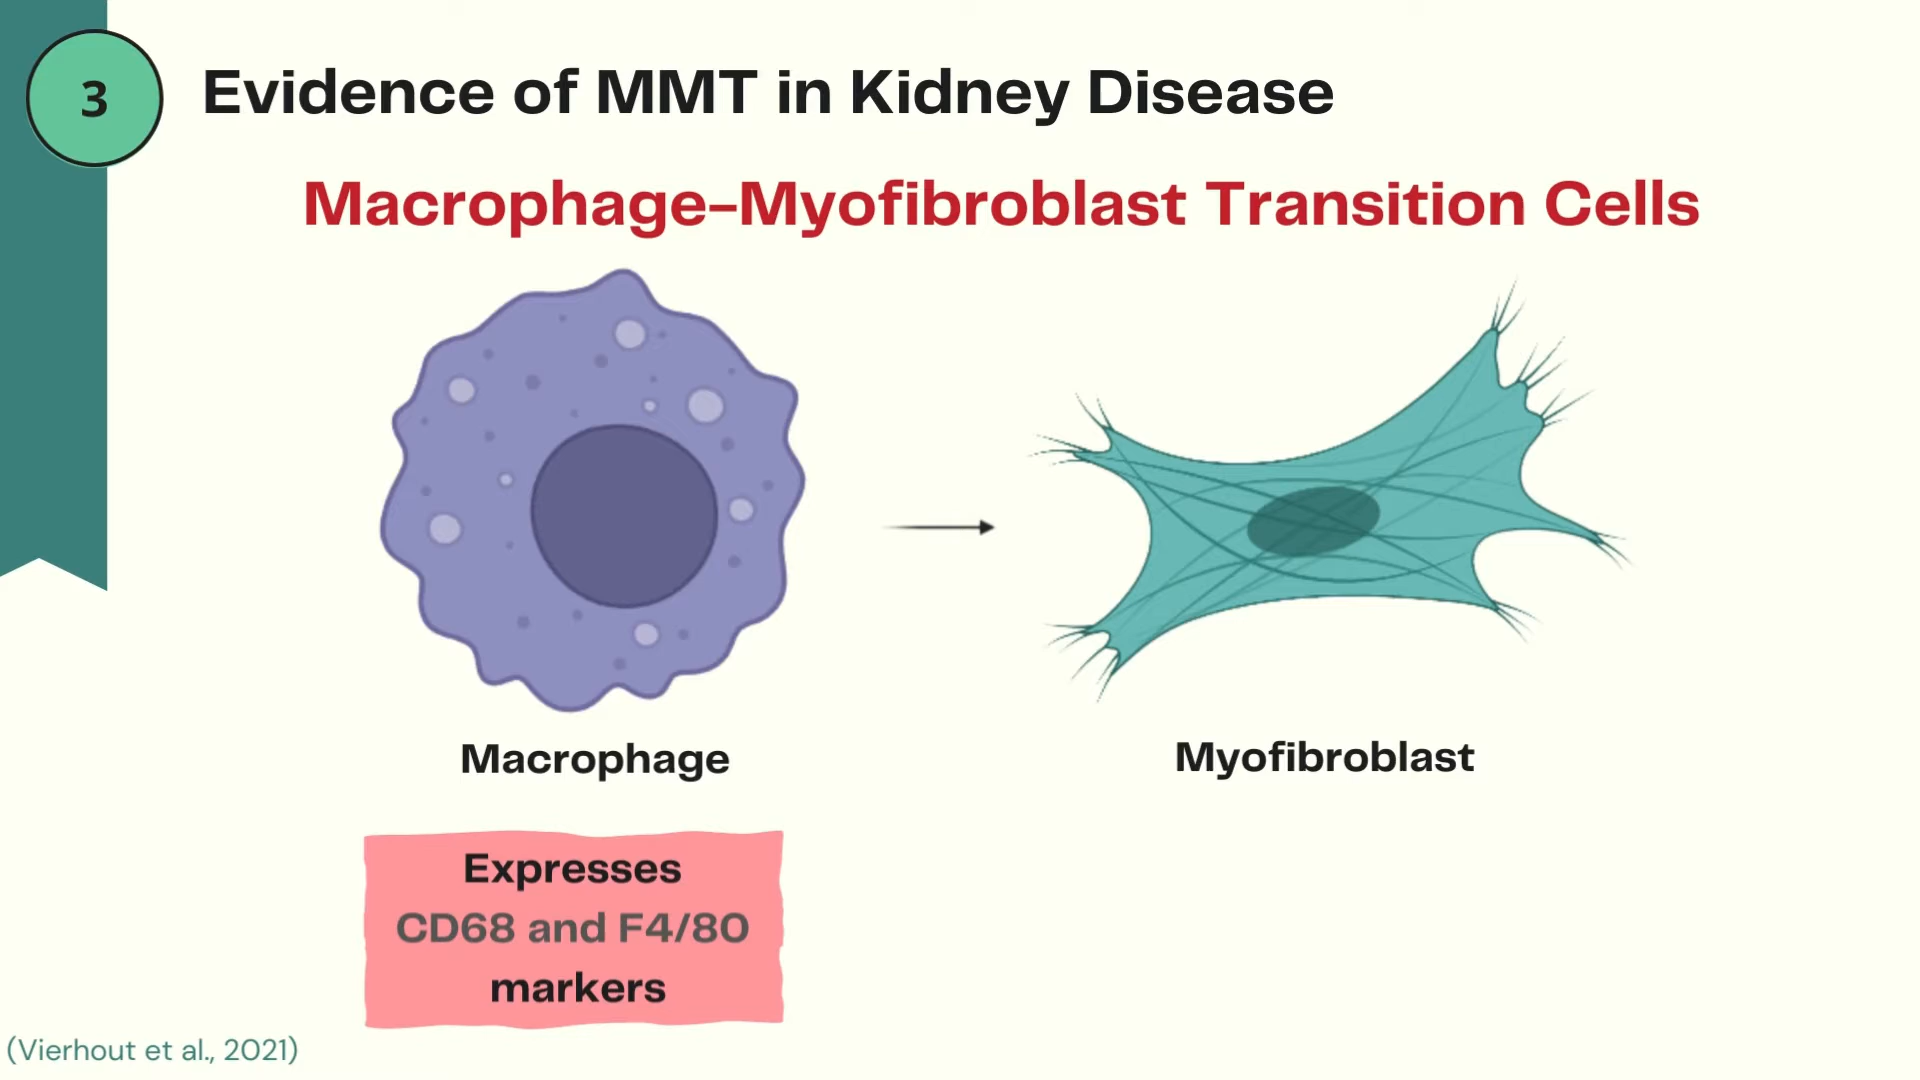 3
Evidence of MMT in Kidney Disease
Macrophage-Myofibroblast Transition Cells
Macrophage
Myofibroblast
Expresses
CD68 and F4/80
markers
(Vierhout et al., 2021)